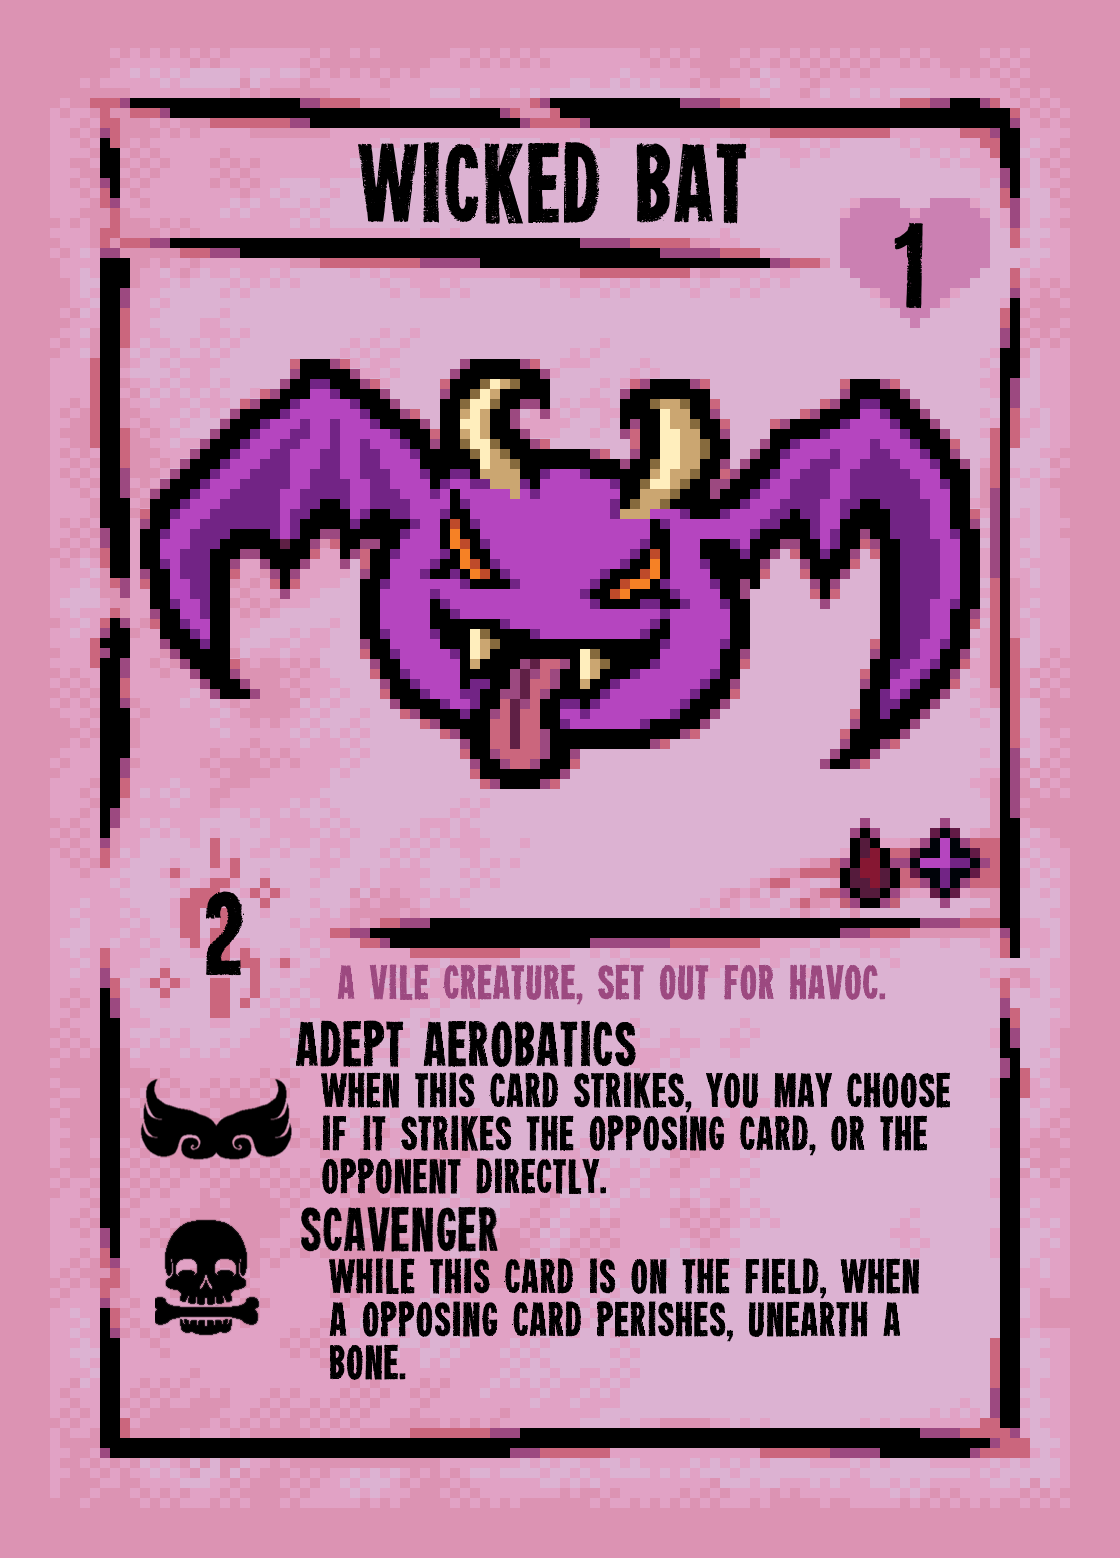 WICKED BAT
1
2
A VILE CREATURE, SET OUT FOR HAVOC.
ADEPT AEROBATICS
WHEN THIS CARD STRIKES, YOU MAY CHOOSE
IF IT STRIKES THE OPPOSING CARD, OR THE
OPPONENT DIRECTLY.
SCAVENGER
WHILE THIS CARD IS ON THE FIELD, WHEN
A OPPOSING CARD PERISHES, UNEARTH A
BONE.